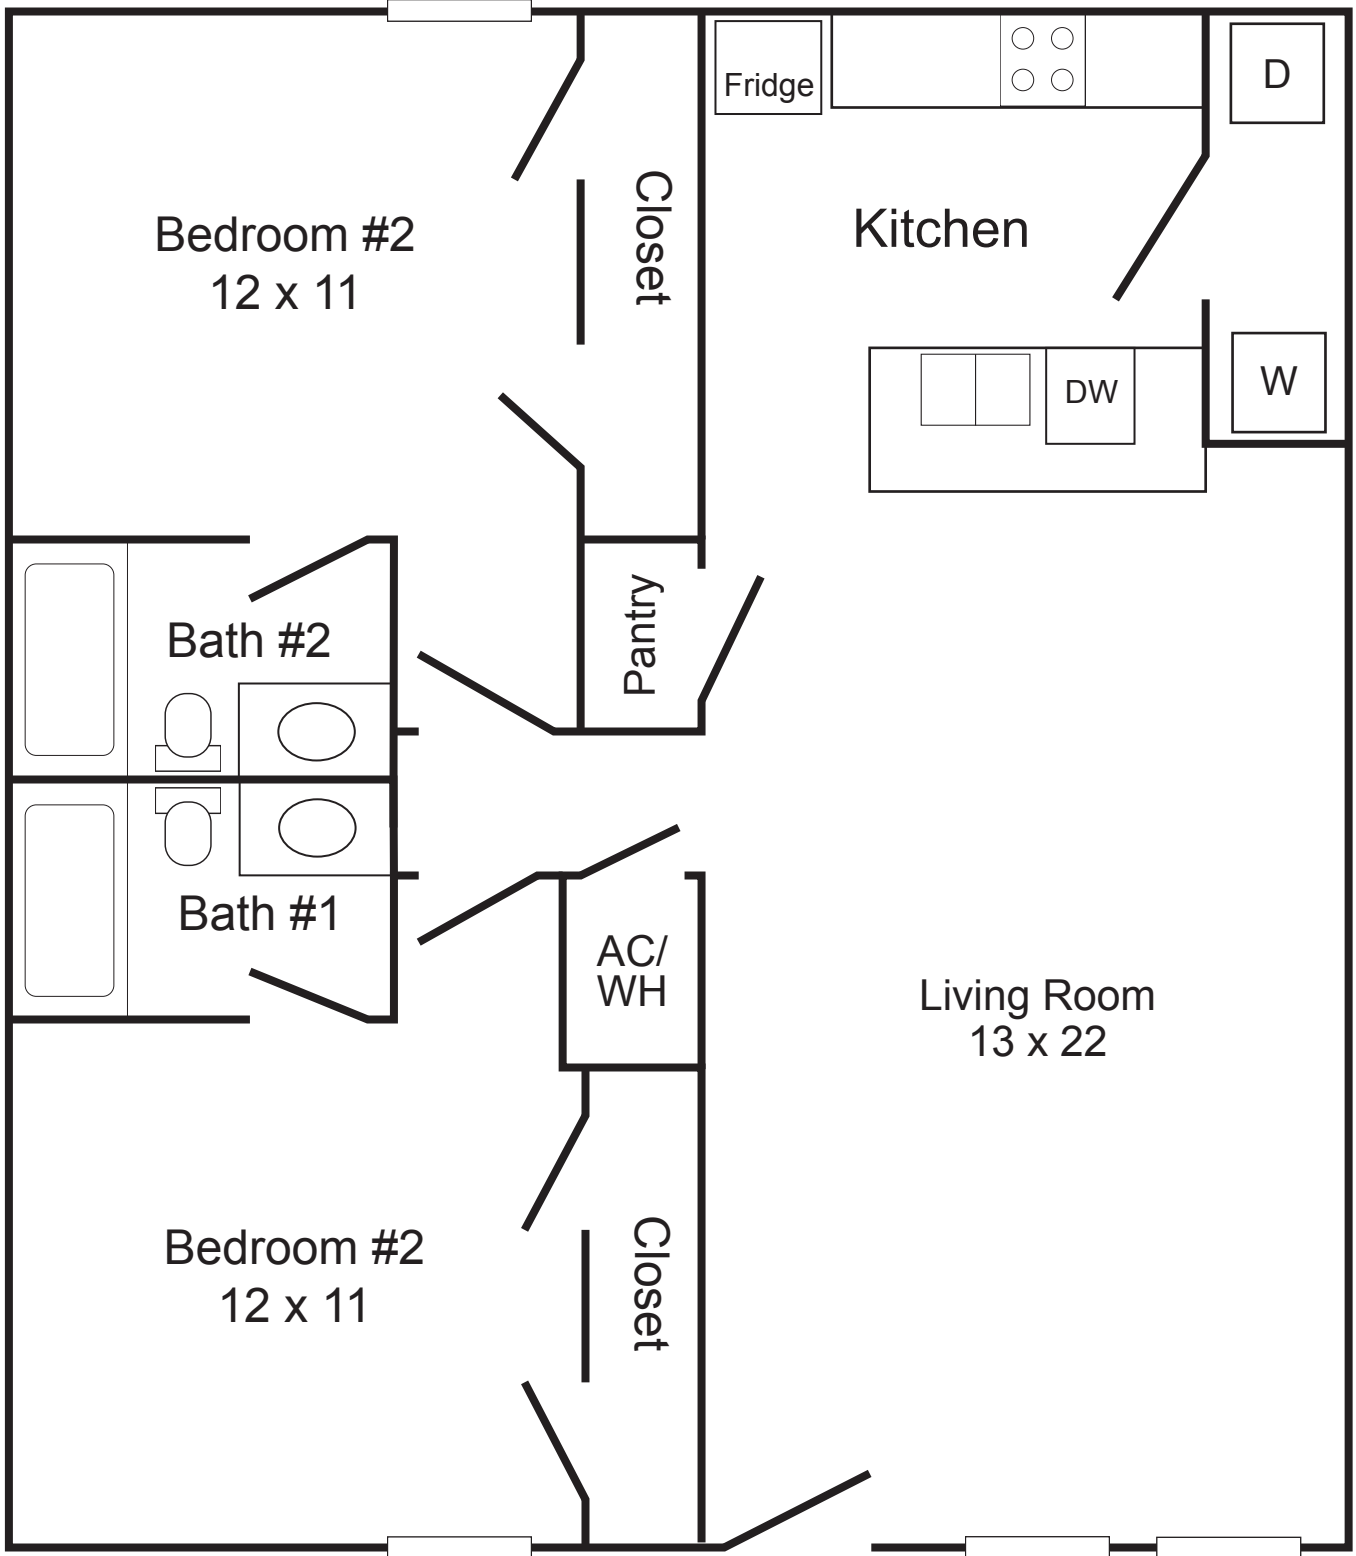 Fridge
D
Closet
Bedroom #2
12 x 11
Kitchen
DW
W
Pantry
Bath #2
Bath #1
AC/
WH
Living Room
13 x 22
Closet
Bedroom #2
12 x 11